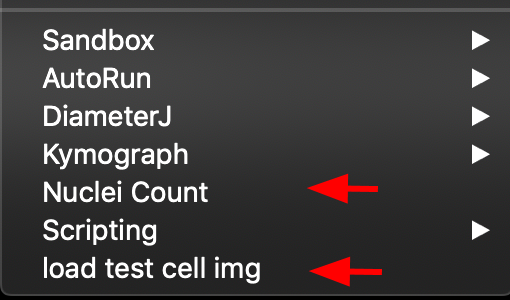 Sandbox
AutoRun
DiameterJ
Kymograph
Nuclei Count
Scripting
load test cell img